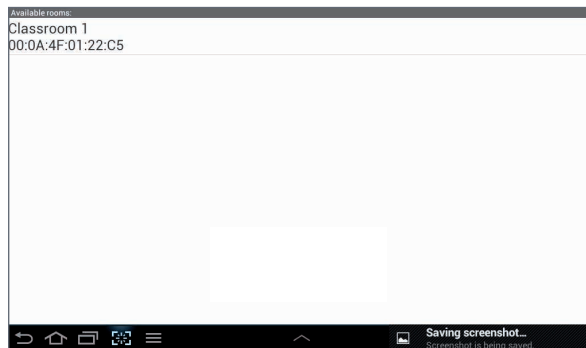 Available rooms:
Classroom 1
00:0A:4F:01:22:C5
Saving screenshot...
Screenshot is being saved.